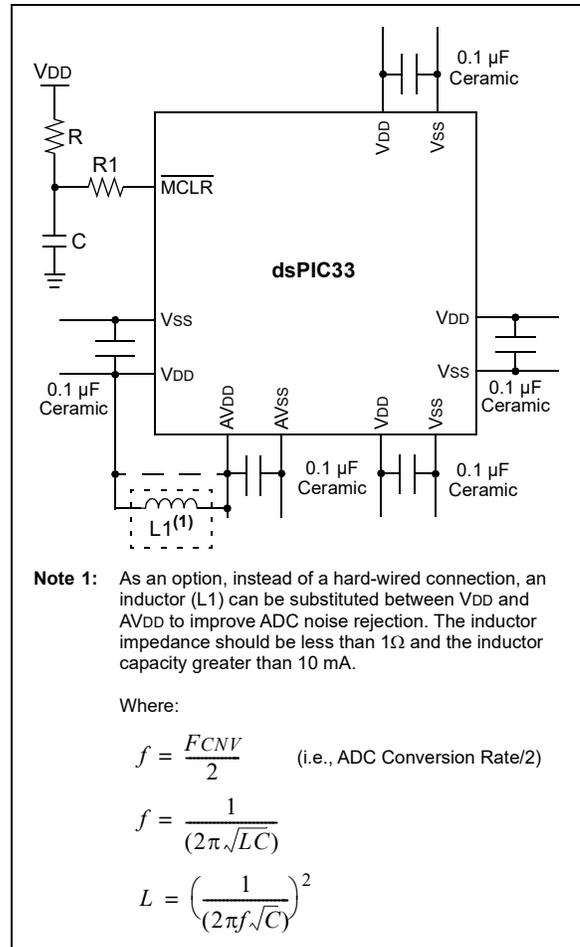 VDD
R
R1
MCLR
C
VDD
VSS
0.1 µF
Ceramic
dsPIC33
VSS
VDD
0.1 µF
Ceramic
VDD
VSS
0.1 µF
Ceramic
AVDD
AVSS
VDD
VSS
0.1 µF
Ceramic
0.1 µF
Ceramic
L1(1)
Note 1: As an option, instead of a hard-wired connection, an
inductor (L1) can be substituted between VDD and
AVDD to improve ADC noise rejection. The inductor
impedance should be less than 1Ω and the inductor
capacity greater than 10 mA.
Where:
f = FCNV / 2 (i.e., ADC Conversion Rate/2)
f = 1 / (2π√LC)
L = (1 / (2πf√C))²